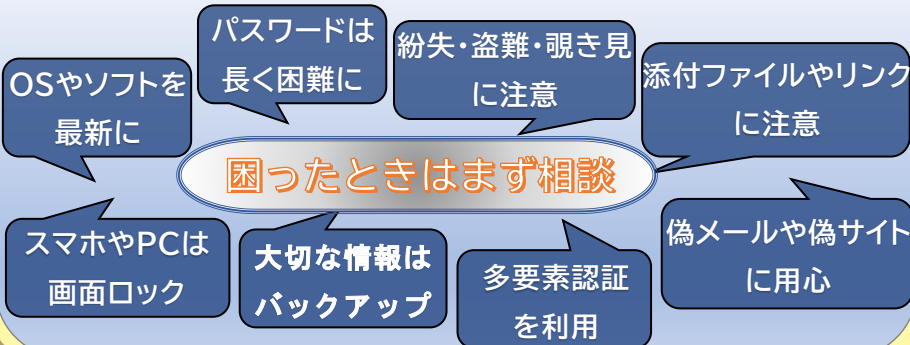 OSやソフトを
最新に
パスワードは
長く困難に
紛失・盗難・覗き見
に注意
添付ファイルやリンク
に注意
困ったときはまず相談
スマホやPCは
画面ロック
大切な情報は
バックアップ
多要素認証
を利用
偽メールや偽サイト
に用心